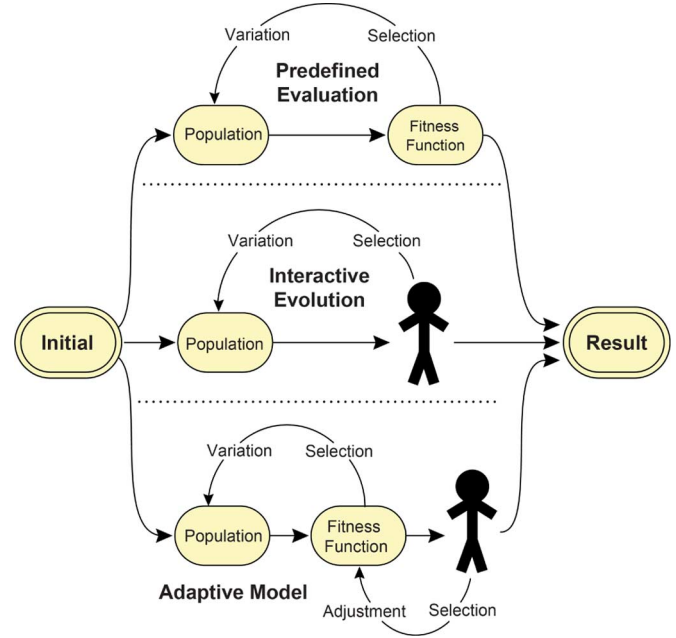 Variation
Selection
Predefined
Evaluation
Population
Fitness
Function
Variation
Selection
Interactive
Evolution
Initial
Population
Result
Variation
Selection
Population
Fitness
Function
Adaptive Model
Adjustment
Selection